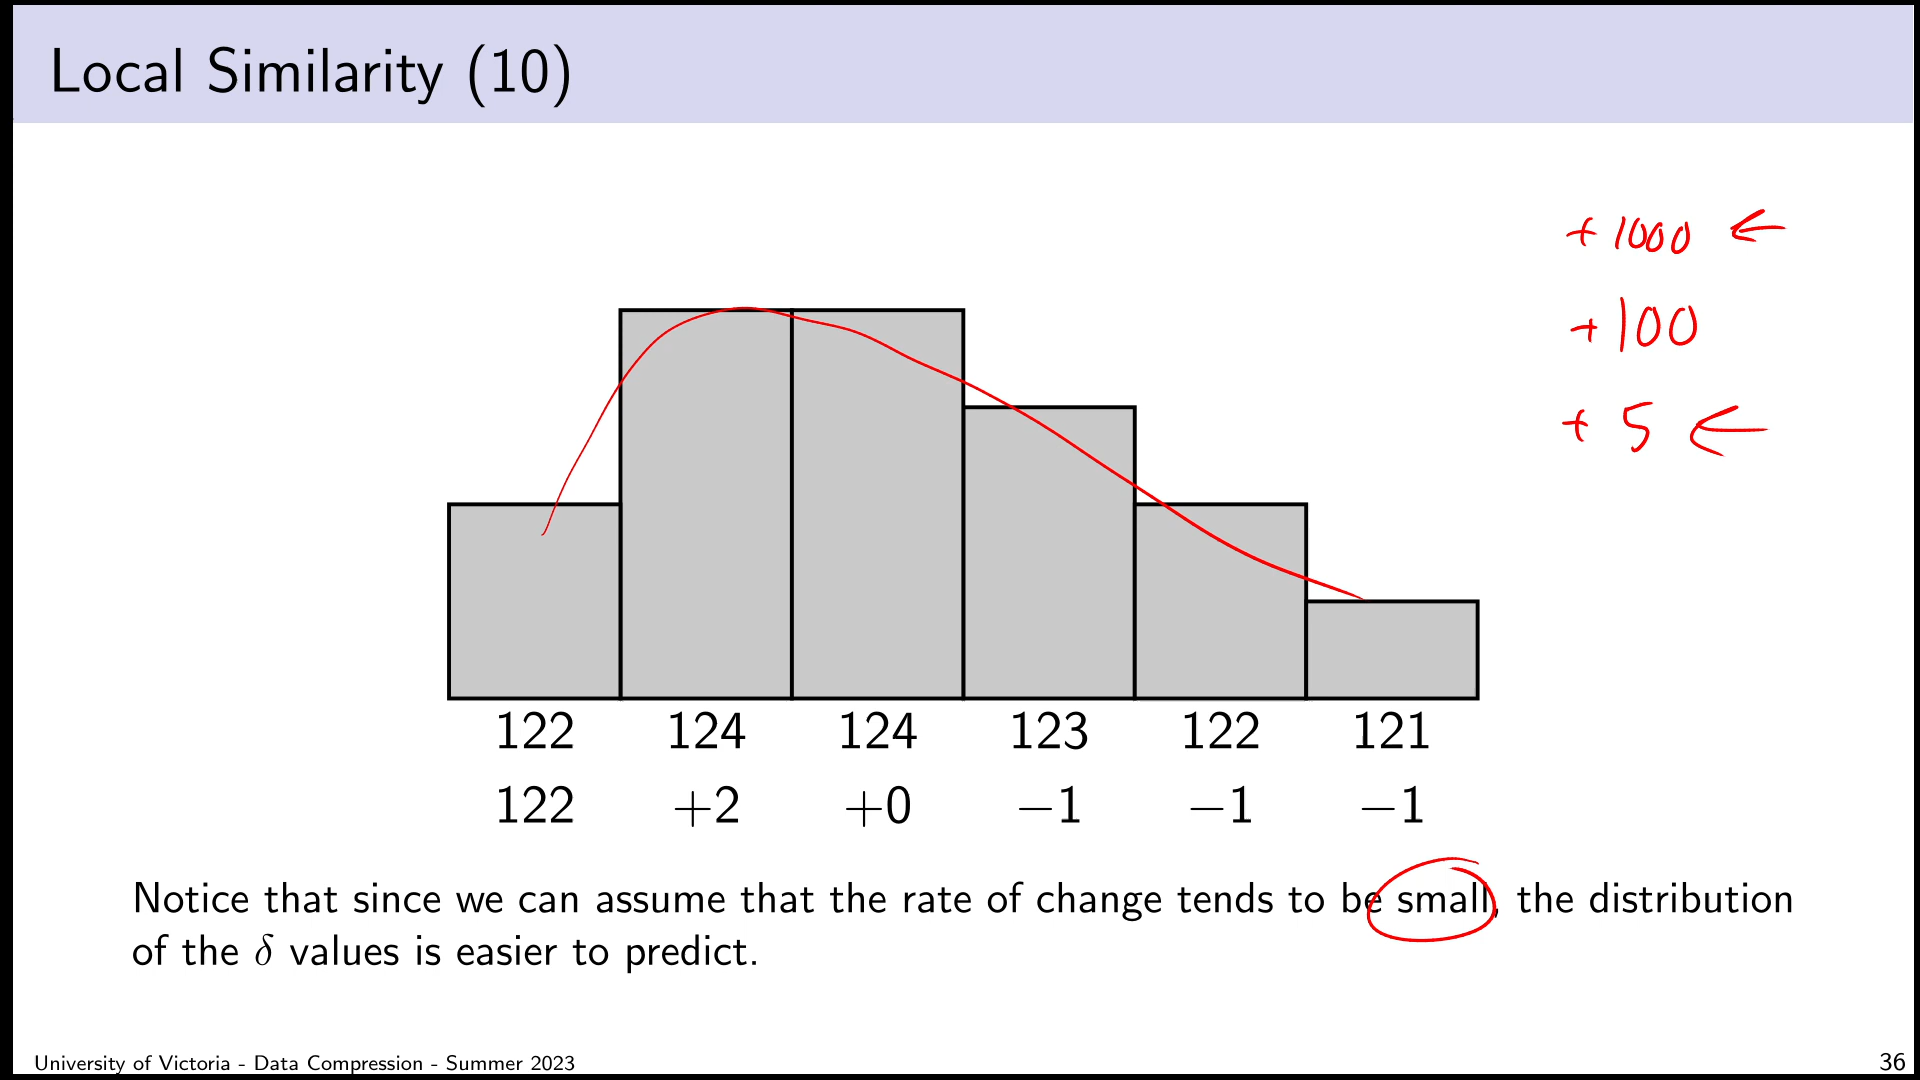 Local Similarity (10)
+ 1000 ←
+ 100
+ 5 ←
122 124 124 123 122 121
122 +2 +0 −1 −1 −1
Notice that since we can assume that the rate of change tends to be small, the distribution
of the δ values is easier to predict.
University of Victoria - Data Compression - Summer 2023
36